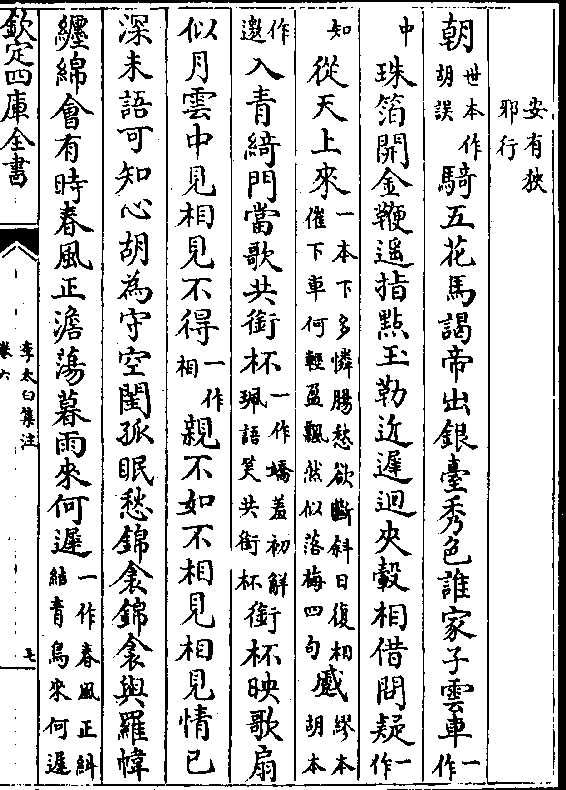 安有狹
邪行
朝世本作胡誤騎五花馬謁帝出銀臺秀色誰家子雲車一作
中珠箔開金鞭遥指點玉勒近遲迴夾轂相借問疑一作
知從天上來一本下多憐腸愁欲斷斜日復相催下車何輕盈飄然似落梅四句蹙繆本胡本
作邀入青綺門當歌共銜杯一作嬌羞初解珮語笑共銜杯銜杯映歌扇
似月雲中見相見不得一作相親不如不相見相見情已
深未語可知心胡為守空閨孤眠愁錦衾錦衾與羅幃
纏綿會有時春風正澹蕩暮雨來何遲一作春風正糾結青鳥來何遲
欽定四庫全書
李太白集注
卷六
七